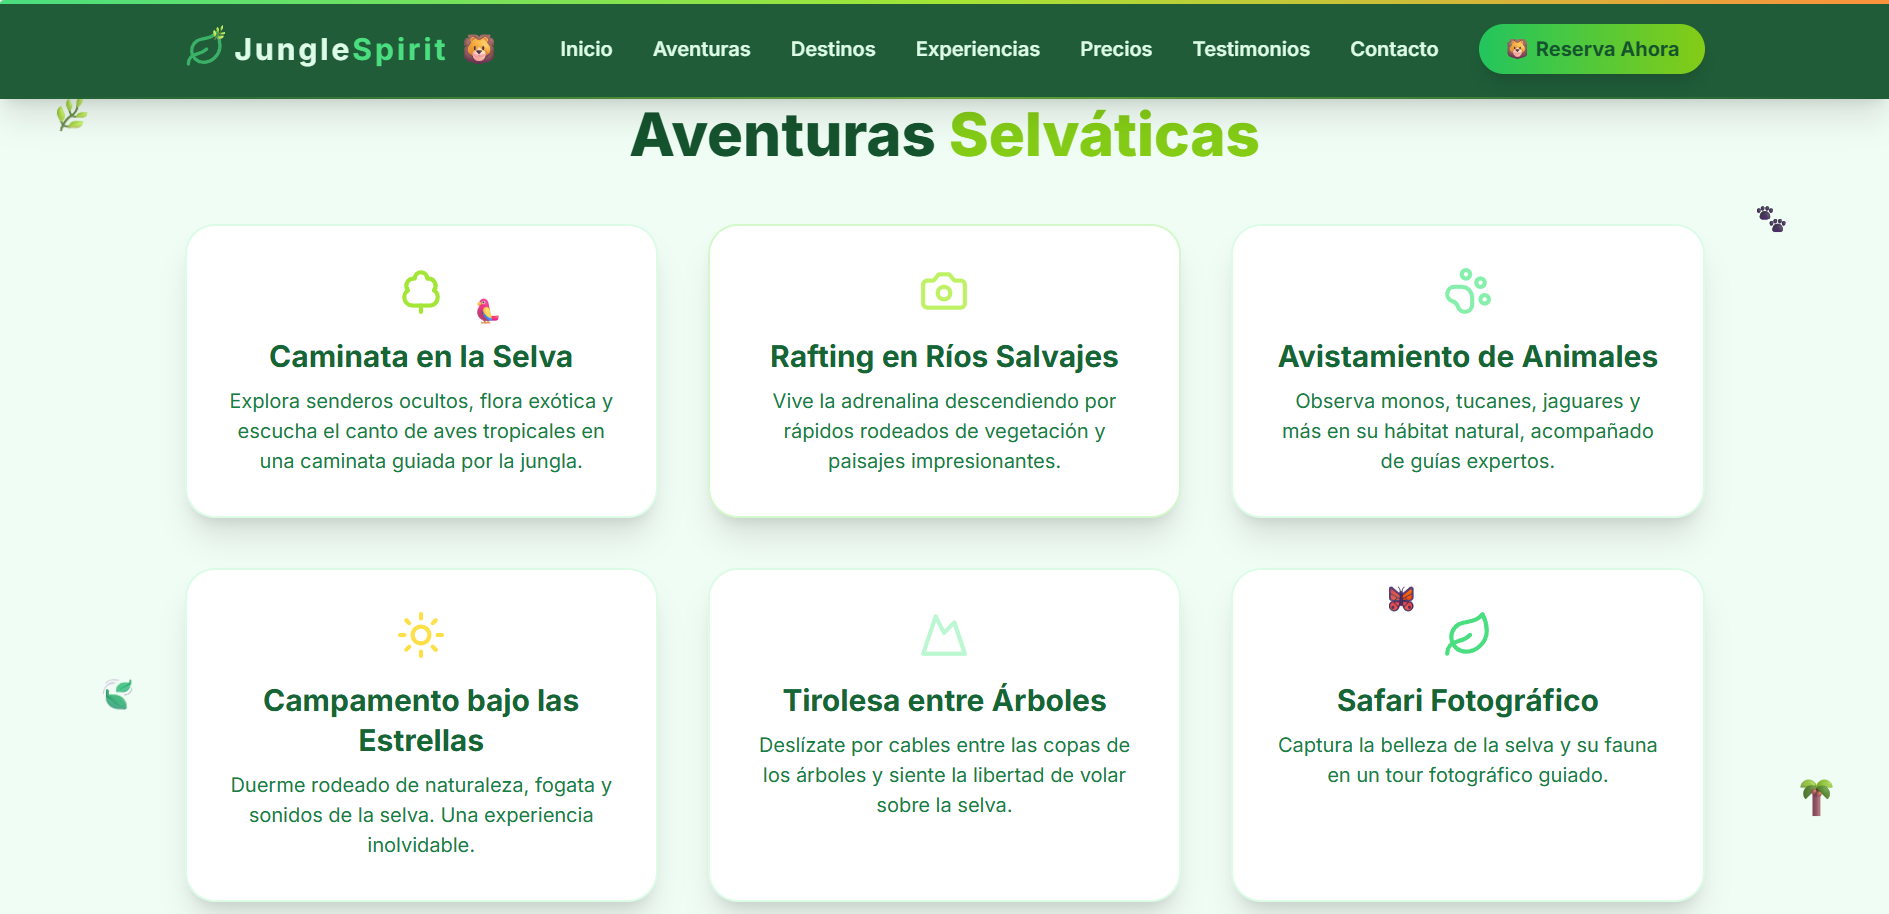 JungleSpirit
Inicio
Aventuras
Destinos
Experiencias
Precios
Testimonios
Contacto
Reserva Ahora
Aventuras Selváticas
Caminata en la Selva
Explora senderos ocultos, flora exótica y
escucha el canto de aves tropicales en
una caminata guiada por la jungla.
Rafting en Ríos Salvajes
Vive la adrenalina descendiendo por
rápidos rodeados de vegetación y
paisajes impresionantes.
Avistamiento de Animales
Observa monos, tucanes, jaguares y
más en su hábitat natural, acompañado
de guías expertos.
Campamento bajo las
Estrellas
Duerme rodeado de naturaleza, fogata y
sonidos de la selva. Una experiencia
inolvidable.
Tirolesa entre Árboles
Deslízate por cables entre las copas de
los árboles y siente la libertad de volar
sobre la selva.
Safari Fotográfico
Captura la belleza de la selva y su fauna
en un tour fotográfico guiado.